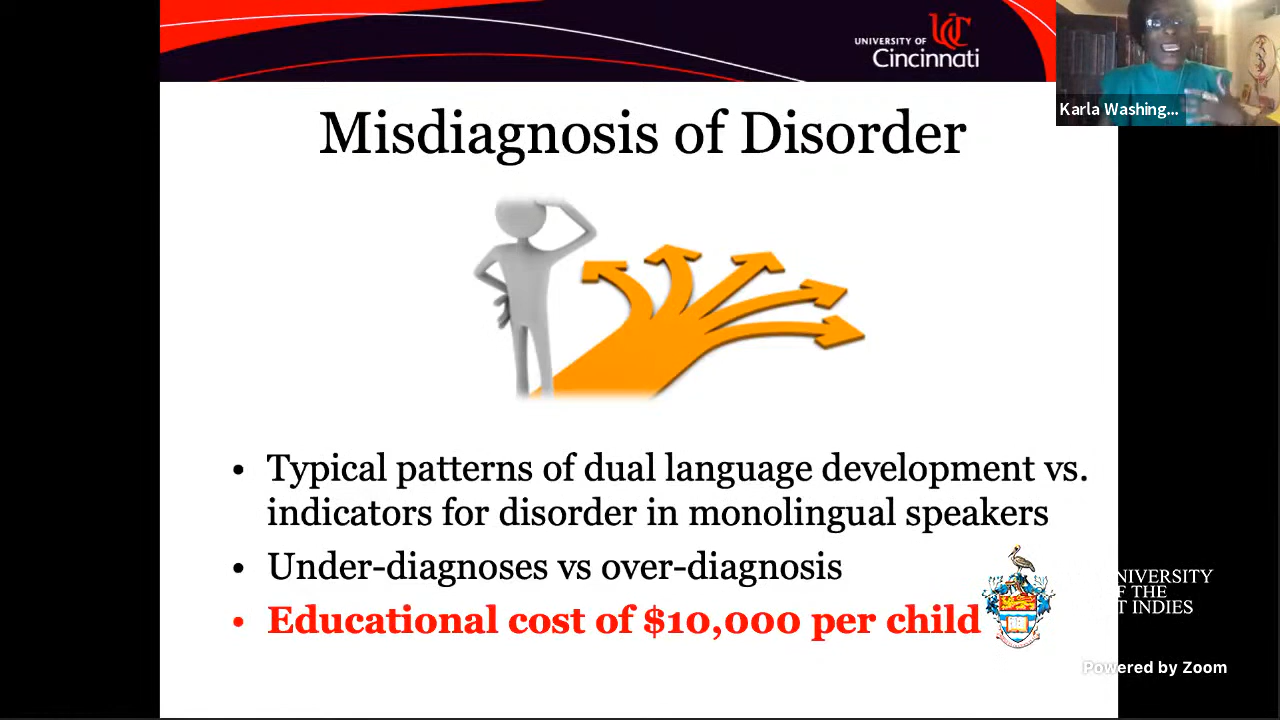 UNIVERSITY OF
Cincinnati
Karla Washing...
Misdiagnosis of Disorder
• Typical patterns of dual language development vs.
indicators for disorder in monolingual speakers
• Under-diagnoses vs over-diagnosis
• Educational cost of $10,000 per child
NIVERSITY
F THE
T INDIES
Powered by Zoom